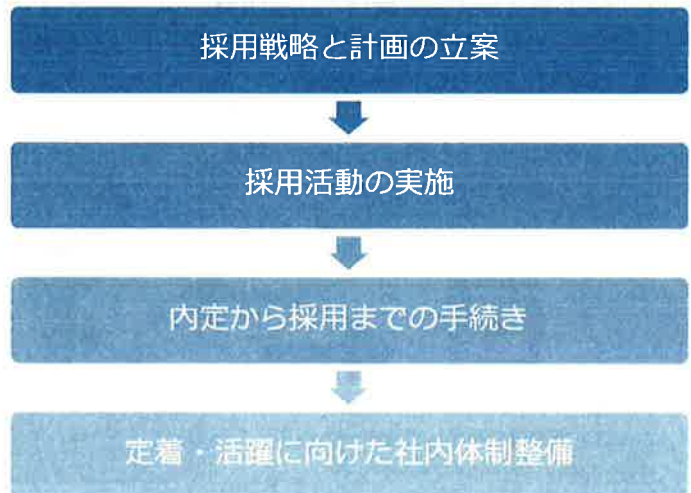 採用戦略と計画の立案
採用活動の実施
内定から採用までの手続き
定着・活躍に向けた社内体制整備